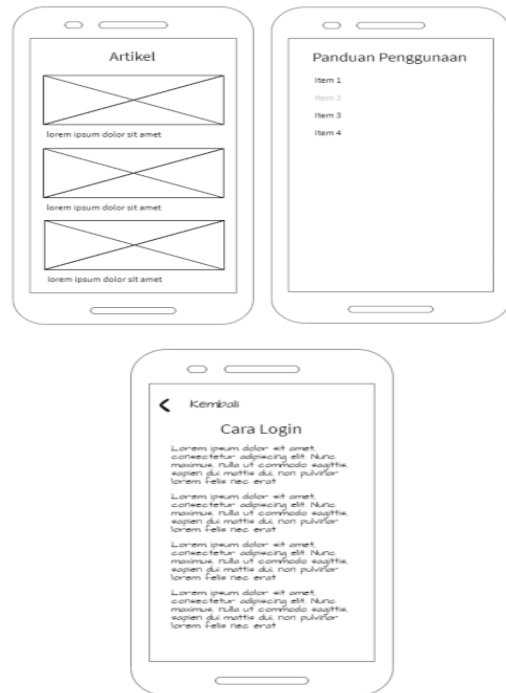 Artikel
lorem ipsum dolor sit amet
lorem ipsum dolor sit amet
lorem ipsum dolor sit amet
Panduan Penggunaan
Item 1
Item 2
Item 3
Item 4
Kembali
Cara Login
Lorem ipsum dolor sit amet,
consectetur adipiscing elit. Nunc
maximus, nulla ut commodo sagittis,
sapien dui mattis dui, non pulvinar
lorem felis nec erat
Lorem ipsum dolor sit amet,
consectetur adipiscing elit. Nunc
maximus, nulla ut commodo sagittis,
sapien dui mattis dui, non pulvinar
lorem felis nec erat
Lorem ipsum dolor sit amet,
consectetur adipiscing elit. Nunc
maximus, nulla ut commodo sagittis,
sapien dui mattis dui, non pulvinar
lorem felis nec erat
Lorem ipsum dolor sit amet,
consectetur adipiscing elit. Nunc
maximus, nulla ut commodo sagittis,
sapien dui mattis dui, non pulvinar
lorem felis nec erat